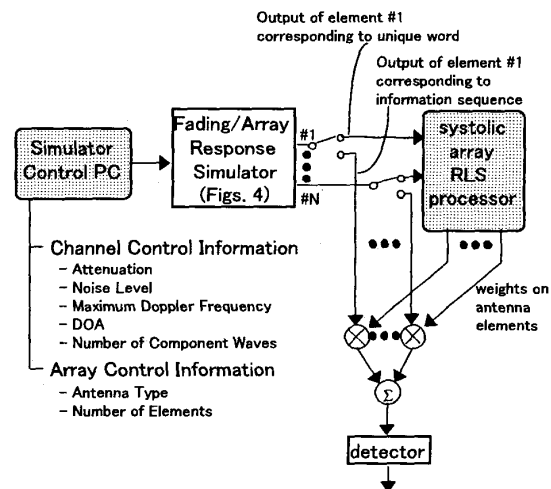 Output of element #1
corresponding to unique word
Output of element #1
corresponding to
information sequence
Simulator
Control PC
Fading/Array
Response
Simulator
(Figs. 4)
#1
#N
systolic
array
RLS
processor
Channel Control Information
- Attenuation
- Noise Level
- Maximum Doppler Frequency
- DOA
- Number of Component Waves
Array Control Information
- Antenna Type
- Number of Elements
weights on
antenna
elements
Σ
detector